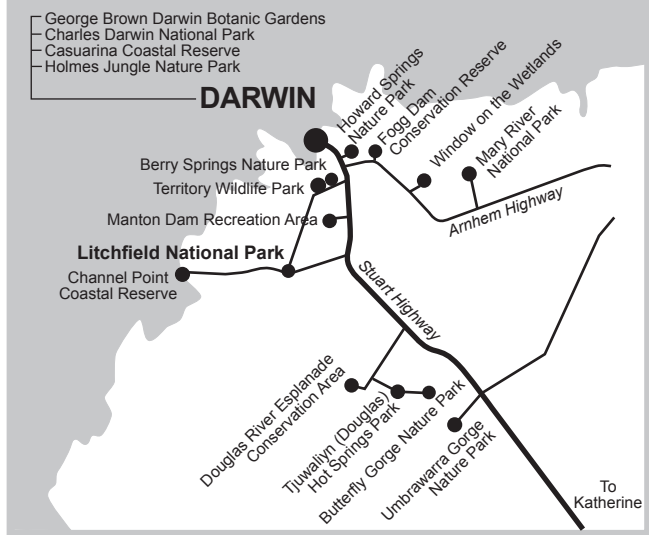 George Brown Darwin Botanic Gardens
Charles Darwin National Park
Casuarina Coastal Reserve
Holmes Jungle Nature Park
DARWIN
Howard Springs
Nature Park
Fogg Dam
Conservation Reserve
Window on the Wetlands
Mary River
National Park
Berry Springs Nature Park
Territory Wildlife Park
Manton Dam Recreation Area
Arnhem Highway
Litchfield National Park
Channel Point
Coastal Reserve
Stuart Highway
Douglas River Esplanade
Conservation Area
Tjuwaliyn (Douglas)
Hot Springs Park
Butterfly Gorge Nature Park
Umbrawarra Gorge
Nature Park
To
Katherine